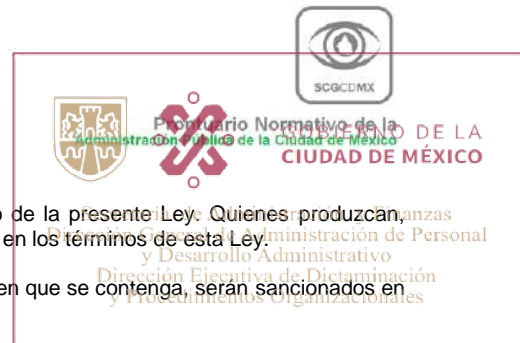 SCGCDMX
Prontuario Normativo de la
Administración Pública de la Ciudad de México
GOBIERNO DE LA
CIUDAD DE MÉXICO
o de la presente Ley. Quienes produzcan,
Secretaría de Administración y Finanzas
Dirección General de Administración de Personal
en los términos de esta Ley.
y Desarrollo Administrativo
Dirección Ejecutiva de Dictaminación
en que se contenga, serán sancionados en
y Procedimientos Organizacionales